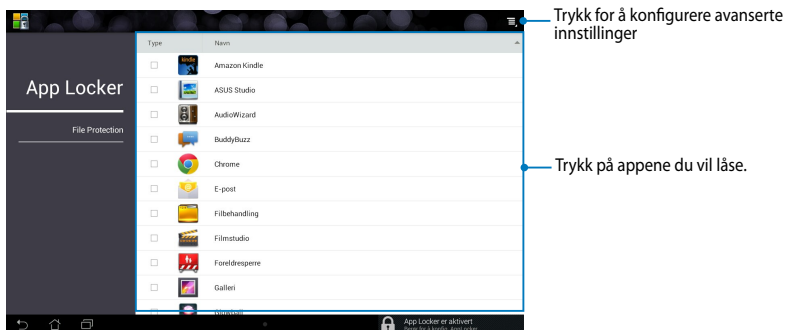 Trykk for å konfigurere avanserte
innstillinger
Type
Navn
Amazon Kindle
App Locker
ASUS Studio
AudioWizard
File Protection
BuddyBuzz
Chrome
Trykk på appene du vil låse.
E-post
Filbehandling
Filmstudio
Foreldresperre
Galleri
App Locker er aktivert